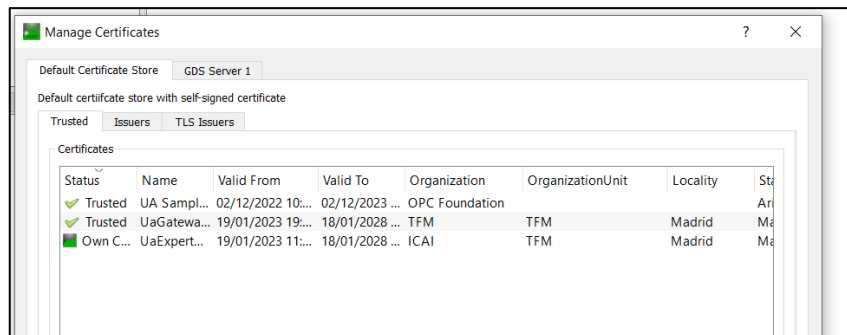 Manage Certificates ? ×
Default Certificate Store GDS Server 1
Default certiifcate store with self-signed certificate
Trusted Issuers TLS Issuers
Certificates
Status Name Valid From Valid To Organization OrganizationUnit Locality Sta
Trusted UA Sampl... 02/12/2022 10:... 02/12/2023 ... OPC Foundation Ari
Trusted UaGatewa... 19/01/2023 19:... 18/01/2028 ... TFM TFM Madrid Ma
Own C... UaExpert... 19/01/2023 11:... 18/01/2028 ... ICAI TFM Madrid Ma